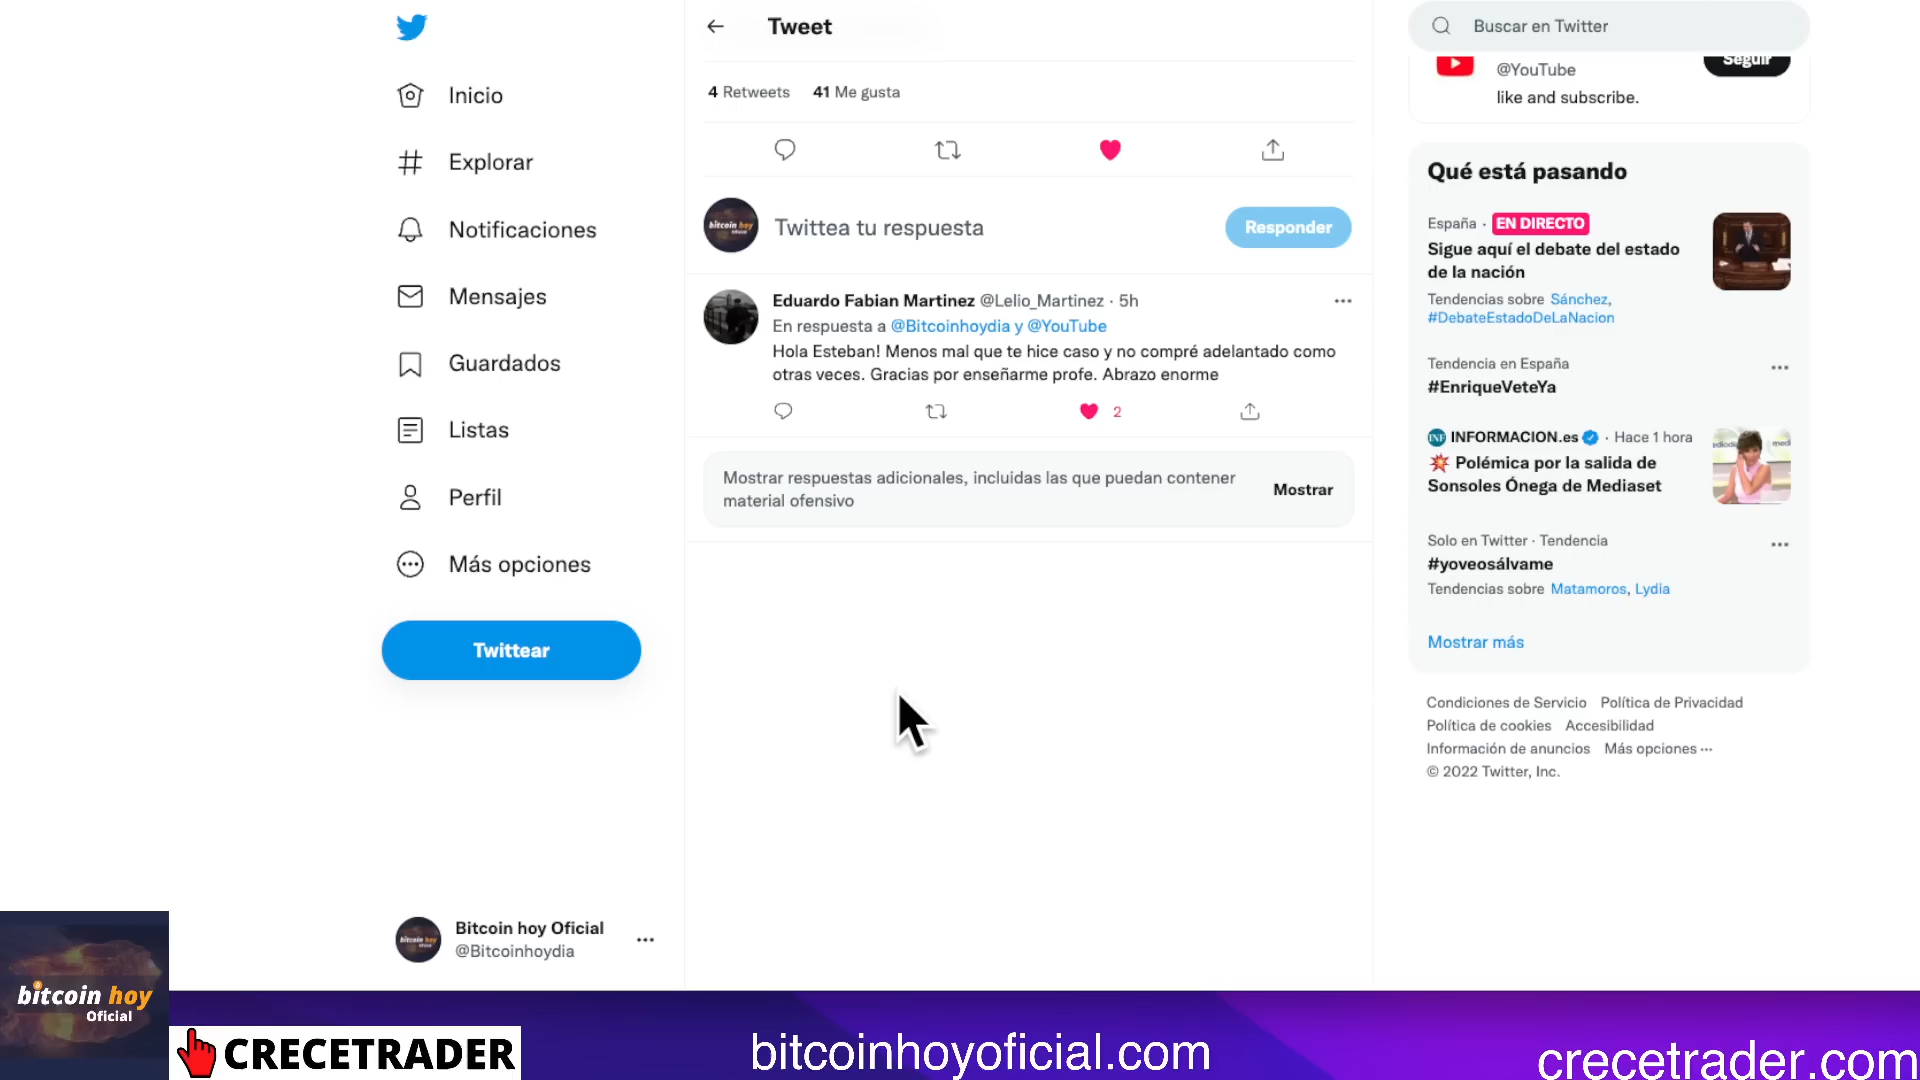 Inicio
Explorar
Notificaciones
Mensajes
Guardados
Listas
Perfil
Más opciones
Twittear
Bitcoin hoy Oficial
@Bitcoinhoydia
Tweet
4 Retweets 41 Me gusta
bitcoin hoy
Twittea tu respuesta
Responder
Eduardo Fabian Martinez @Lelio_Martinez · 5h
En respuesta a @Bitcoinhoydia y @YouTube
Hola Esteban! Menos mal que te hice caso y no compré adelantado como
otras veces. Gracias por enseñarme profe. Abrazo enorme
2
Mostrar respuestas adicionales, incluidas las que puedan contener
material ofensivo
Mostrar
Buscar en Twitter
Seguir
@YouTube
like and subscribe.
Qué está pasando
España · EN DIRECTO
Sigue aquí el debate del estado
de la nación
Tendencias sobre Sánchez,
#DebateEstadoDeLaNacion
Tendencia en España
#EnriqueVeteYa
INF INFORMACION.es · Hace 1 hora
Polémica por la salida de
Sonsoles Ónega de Mediaset
Solo en Twitter · Tendencia
#yoveosálvame
Tendencias sobre Matamoros, Lydia
Mostrar más
Condiciones de Servicio Política de Privacidad
Política de cookies Accesibilidad
Información de anuncios Más opciones ···
© 2022 Twitter, Inc.
bitcoin hoy
Oficial
CRECETRADER
bitcoinhoyoficial.com
crecetrader.com